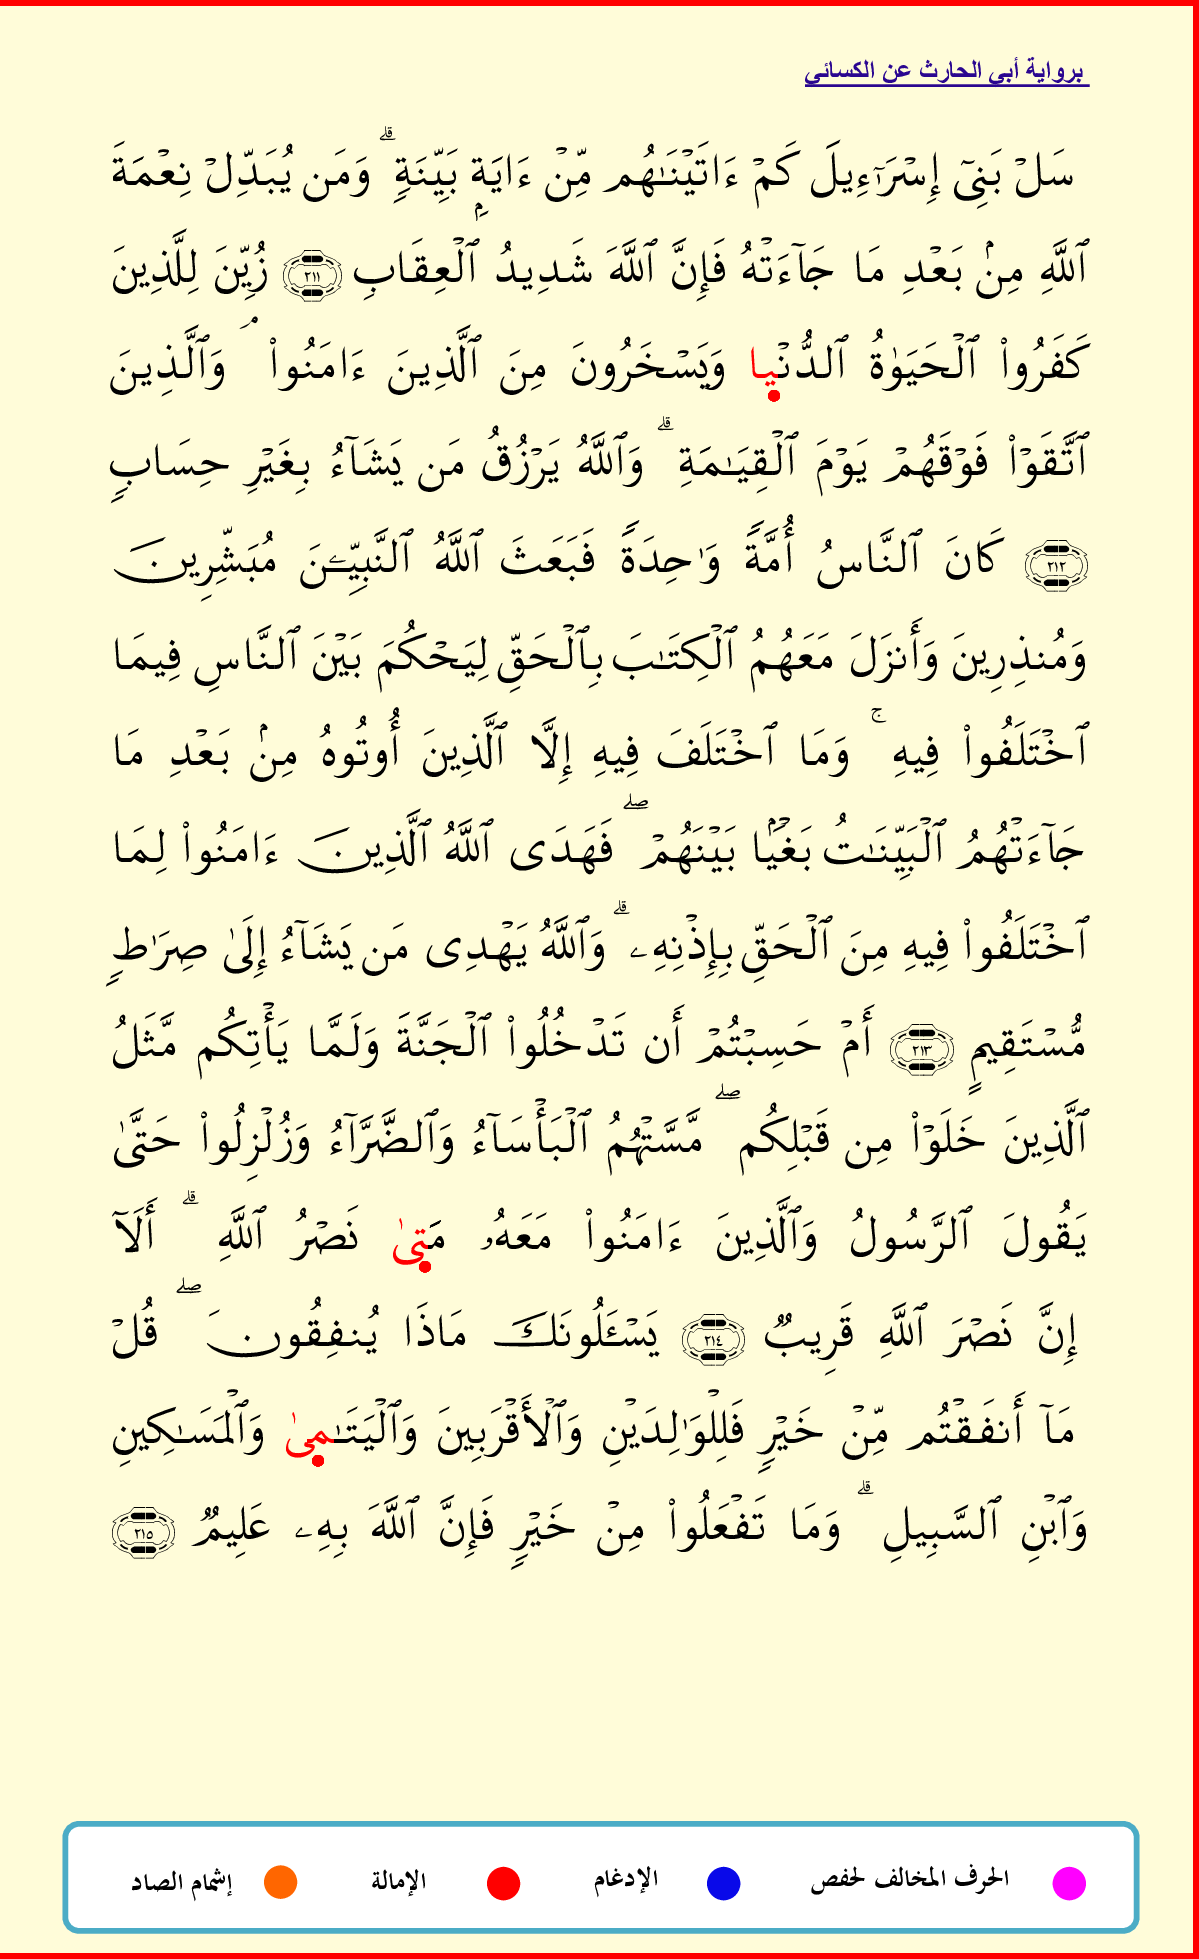 برواية أبي الحارث عن الكسائي
سَلْ بَنِىٓ إِسْرَٰٓءِيلَ كَمْ ءَاتَيْنَٰهُم مِّنْ ءَايَةٍۭ بَيِّنَةٍۗ وَمَن يُبَدِّلْ نِعْمَةَ
ٱللَّهِ مِنۢ بَعْدِ مَا جَآءَتْهُ فَإِنَّ ٱللَّهَ شَدِيدُ ٱلْعِقَابِ ٢١١ زُيِّنَ لِلَّذِينَ
كَفَرُوا۟ ٱلْحَيَوٰةُ ٱلدُّنْيا وَيَسْخَرُونَ مِنَ ٱلَّذِينَ ءَامَنُوا۟ۘ وَٱلَّذِينَ
ٱتَّقَوْا۟ فَوْقَهُمْ يَوْمَ ٱلْقِيَٰمَةِۗ وَٱللَّهُ يَرْزُقُ مَن يَشَآءُ بِغَيْرِ حِسَابٍ
٢١٢ كَانَ ٱلنَّاسُ أُمَّةً وَٰحِدَةً فَبَعَثَ ٱللَّهُ ٱلنَّبِيِّـۧنَ مُبَشِّرِينَ
وَمُنذِرِينَ وَأَنزَلَ مَعَهُمُ ٱلْكِتَٰبَ بِٱلْحَقِّ لِيَحْكُمَ بَيْنَ ٱلنَّاسِ فِيمَا
ٱخْتَلَفُوا۟ فِيهِۚ وَمَا ٱخْتَلَفَ فِيهِ إِلَّا ٱلَّذِينَ أُوتُوهُ مِنۢ بَعْدِ مَا
جَآءَتْهُمُ ٱلْبَيِّنَٰتُ بَغْيًۢا بَيْنَهُمْۖ فَهَدَى ٱللَّهُ ٱلَّذِينَ ءَامَنُوا۟ لِمَا
ٱخْتَلَفُوا۟ فِيهِ مِنَ ٱلْحَقِّ بِإِذْنِهِۦۗ وَٱللَّهُ يَهْدِى مَن يَشَآءُ إِلَىٰ صِرَٰطٍ
مُّسْتَقِيمٍ ٢١٣ أَمْ حَسِبْتُمْ أَن تَدْخُلُوا۟ ٱلْجَنَّةَ وَلَمَّا يَأْتِكُم مَّثَلُ
ٱلَّذِينَ خَلَوْا۟ مِن قَبْلِكُمۖ مَّسَّتْهُمُ ٱلْبَأْسَآءُ وَٱلضَّرَّآءُ وَزُلْزِلُوا۟ حَتَّىٰ
يَقُولَ ٱلرَّسُولُ وَٱلَّذِينَ ءَامَنُوا۟ مَعَهُۥ مَتىٰ نَصْرُ ٱللَّهِۗ أَلَآ
إِنَّ نَصْرَ ٱللَّهِ قَرِيبٌ ٢١٤ يَسْـَٔلُونَكَ مَاذَا يُنفِقُونَۖ قُلْ
مَآ أَنفَقْتُم مِّنْ خَيْرٍ فَلِلْوَٰلِدَيْنِ وَٱلْأَقْرَبِينَ وَٱلْيَتَٰمىٰ وَٱلْمَسَٰكِينِ
وَٱبْنِ ٱلسَّبِيلِۗ وَمَا تَفْعَلُوا۟ مِنْ خَيْرٍ فَإِنَّ ٱللَّهَ بِهِۦ عَلِيمٌ ٢١٥
الحرف المخالف لحفص الإدغام الإمالة إشمام الصاد